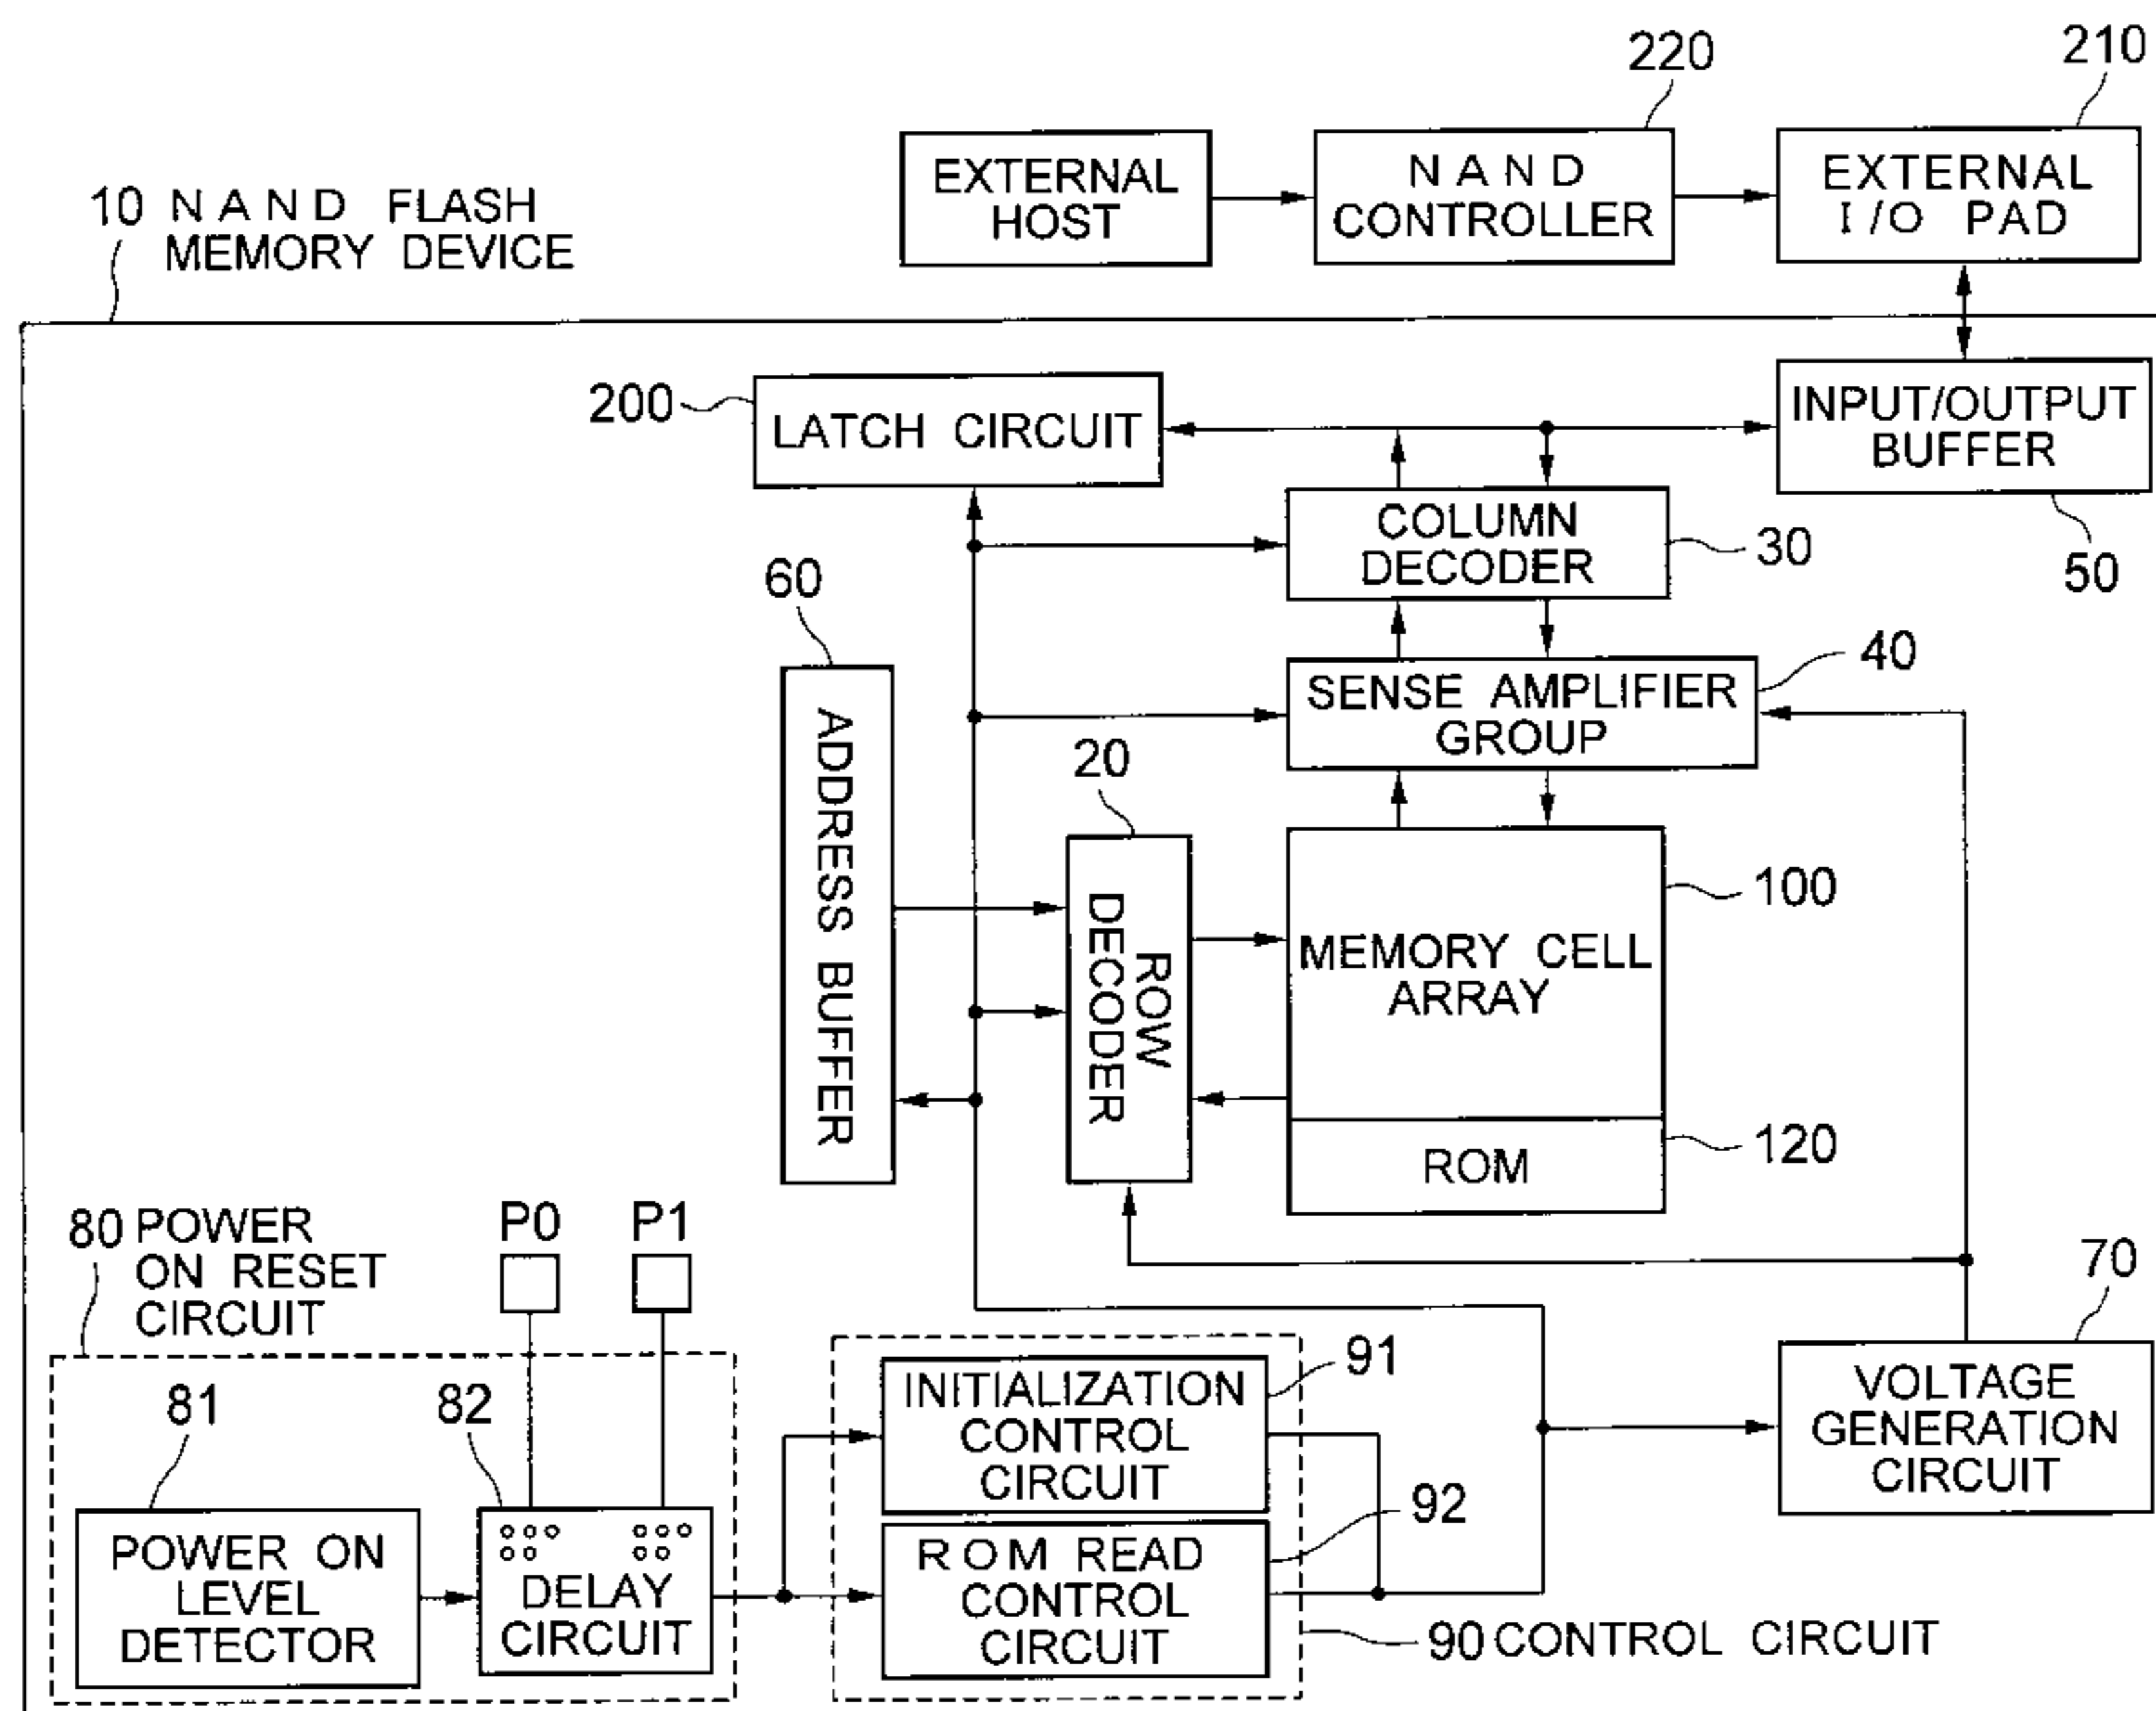 220
210
EXTERNAL
HOST
NAND
CONTROLLER
EXTERNAL
I/O PAD
10 NAND FLASH
MEMORY DEVICE
200
LATCH CIRCUIT
INPUT/OUTPUT
BUFFER
50
COLUMN
DECODER
30
60
ADDRESS BUFFER
SENSE AMPLIFIER
GROUP
40
20
ROW
DECODER
MEMORY CELL
ARRAY
100
ROM
120
80 POWER
ON RESET
CIRCUIT
P0
P1
70
VOLTAGE
GENERATION
CIRCUIT
81
82
POWER ON
LEVEL
DETECTOR
DELAY
CIRCUIT
INITIALIZATION
CONTROL
CIRCUIT
91
ROM READ
CONTROL
CIRCUIT
92
90 CONTROL CIRCUIT